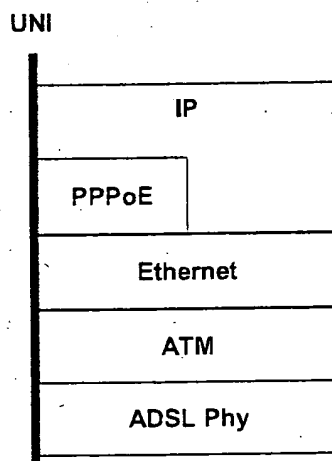 UNI
IP
PPPoE
Ethernet
ATM
ADSL Phy